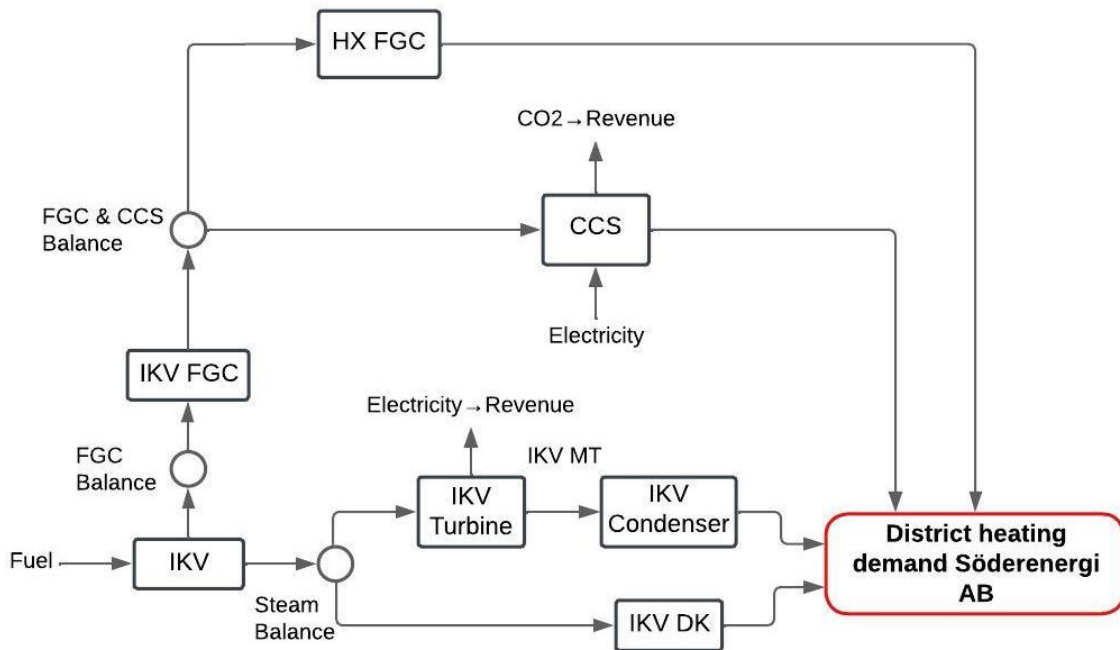 HX FGC
CO2→Revenue
FGC & CCS
Balance
CCS
Electricity
IKV FGC
Electricity→Revenue
FGC
Balance
IKV MT
IKV
Turbine
IKV
Condenser
District heating
demand Söderenergi
AB
Fuel
IKV
Steam
Balance
IKV DK